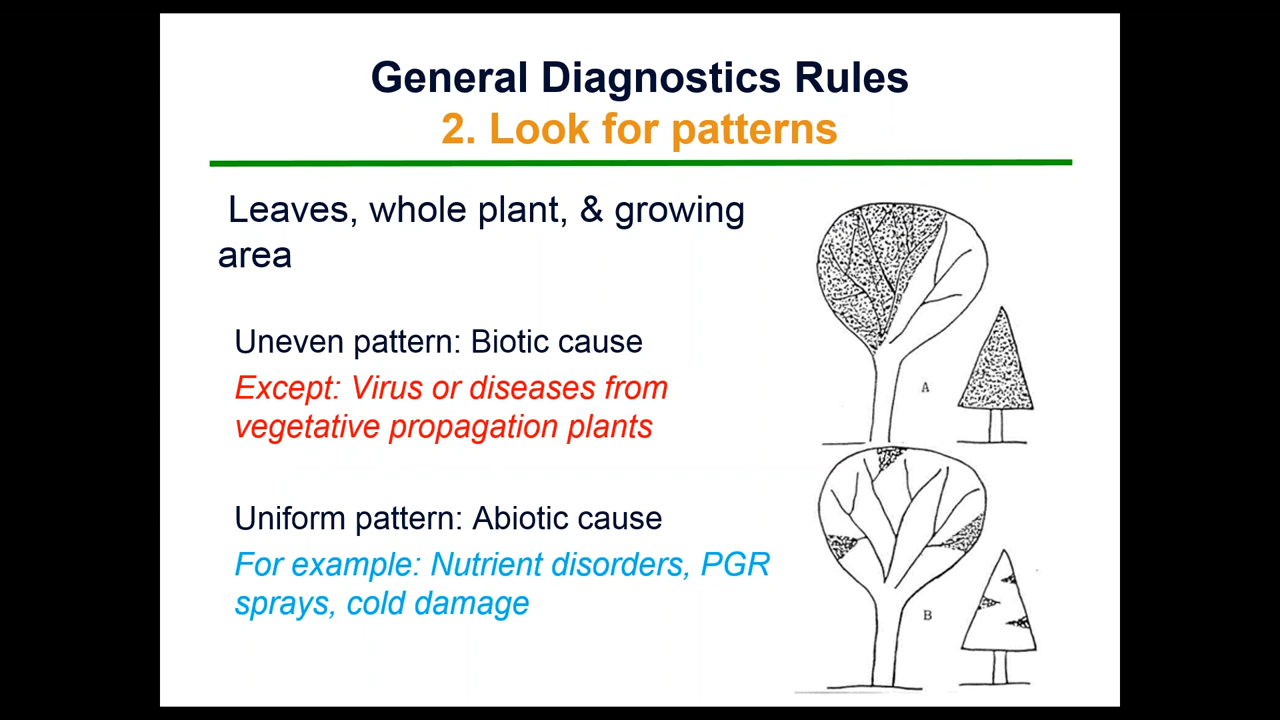 General Diagnostics Rules
2. Look for patterns
Leaves, whole plant, & growing
area
Uneven pattern: Biotic cause
Except: Virus or diseases from
vegetative propagation plants
Uniform pattern: Abiotic cause
For example: Nutrient disorders, PGR
sprays, cold damage
A
B